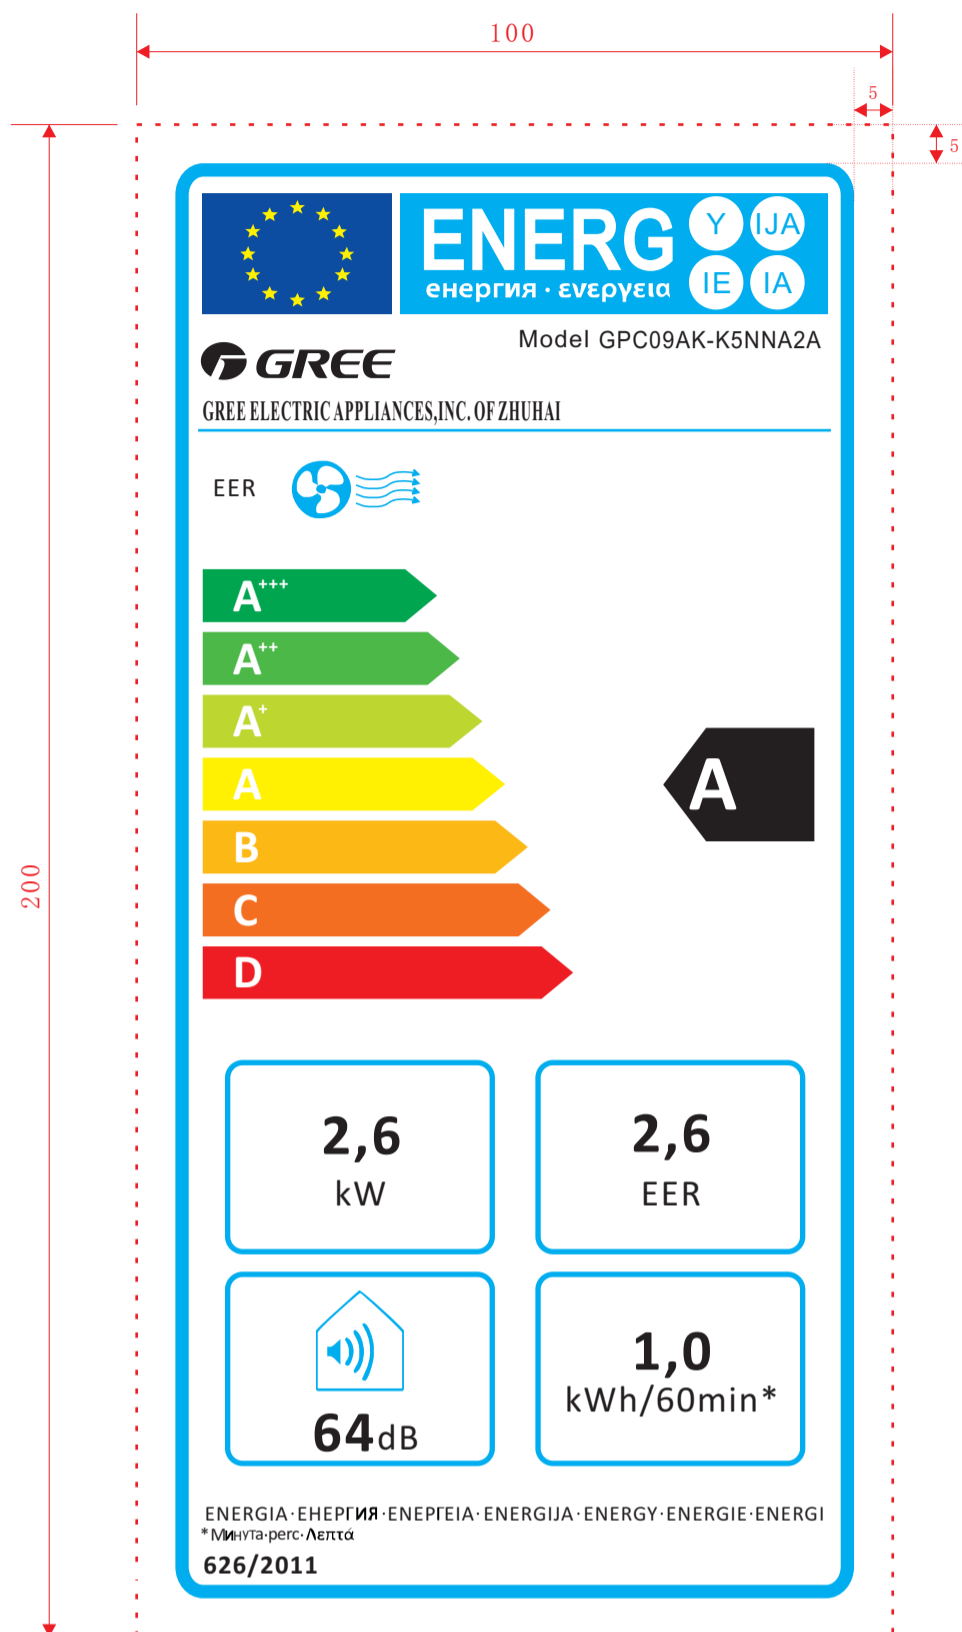 100
5
5
200
ENERG
енергия · ενεργεια
Y IJA
IE IA
Model GPC09AK-K5NNA2A
GREE
GREE ELECTRIC APPLIANCES,INC. OF ZHUHAI
EER
A+++
A++
A+
A
B
C
D
A
2,6
kW
2,6
EER
64dB
1,0
kWh/60min*
ENERGIA·ЕНЕРГИЯ·ΕΝΕΡΓΕΙΑ·ENERGIJA·ENERGY·ENERGIE·ENERGI
*Минута·perc·Λεπτά
626/2011